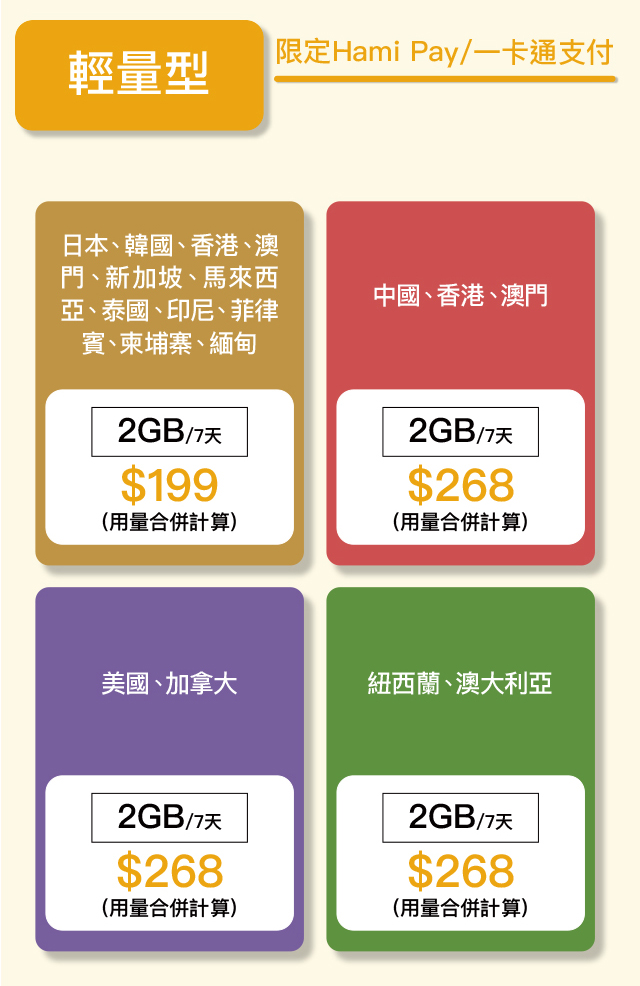 輕量型
限定Hami Pay/一卡通支付
日本、韓國、香港、澳
門、新加坡、馬來西
亞、泰國、印尼、菲律
賓、柬埔寨、緬甸
2GB/7天
$199
(用量合併計算)
中國、香港、澳門
2GB/7天
$268
(用量合併計算)
美國、加拿大
2GB/7天
$268
(用量合併計算)
紐西蘭、澳大利亞
2GB/7天
$268
(用量合併計算)